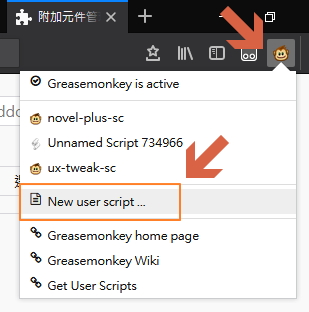 附加元件管
Greasemonkey is active
novel-plus-sc
Unnamed Script 734966
ux-tweak-sc
New user script ...
Greasemonkey home page
Greasemonkey Wiki
Get User Scripts